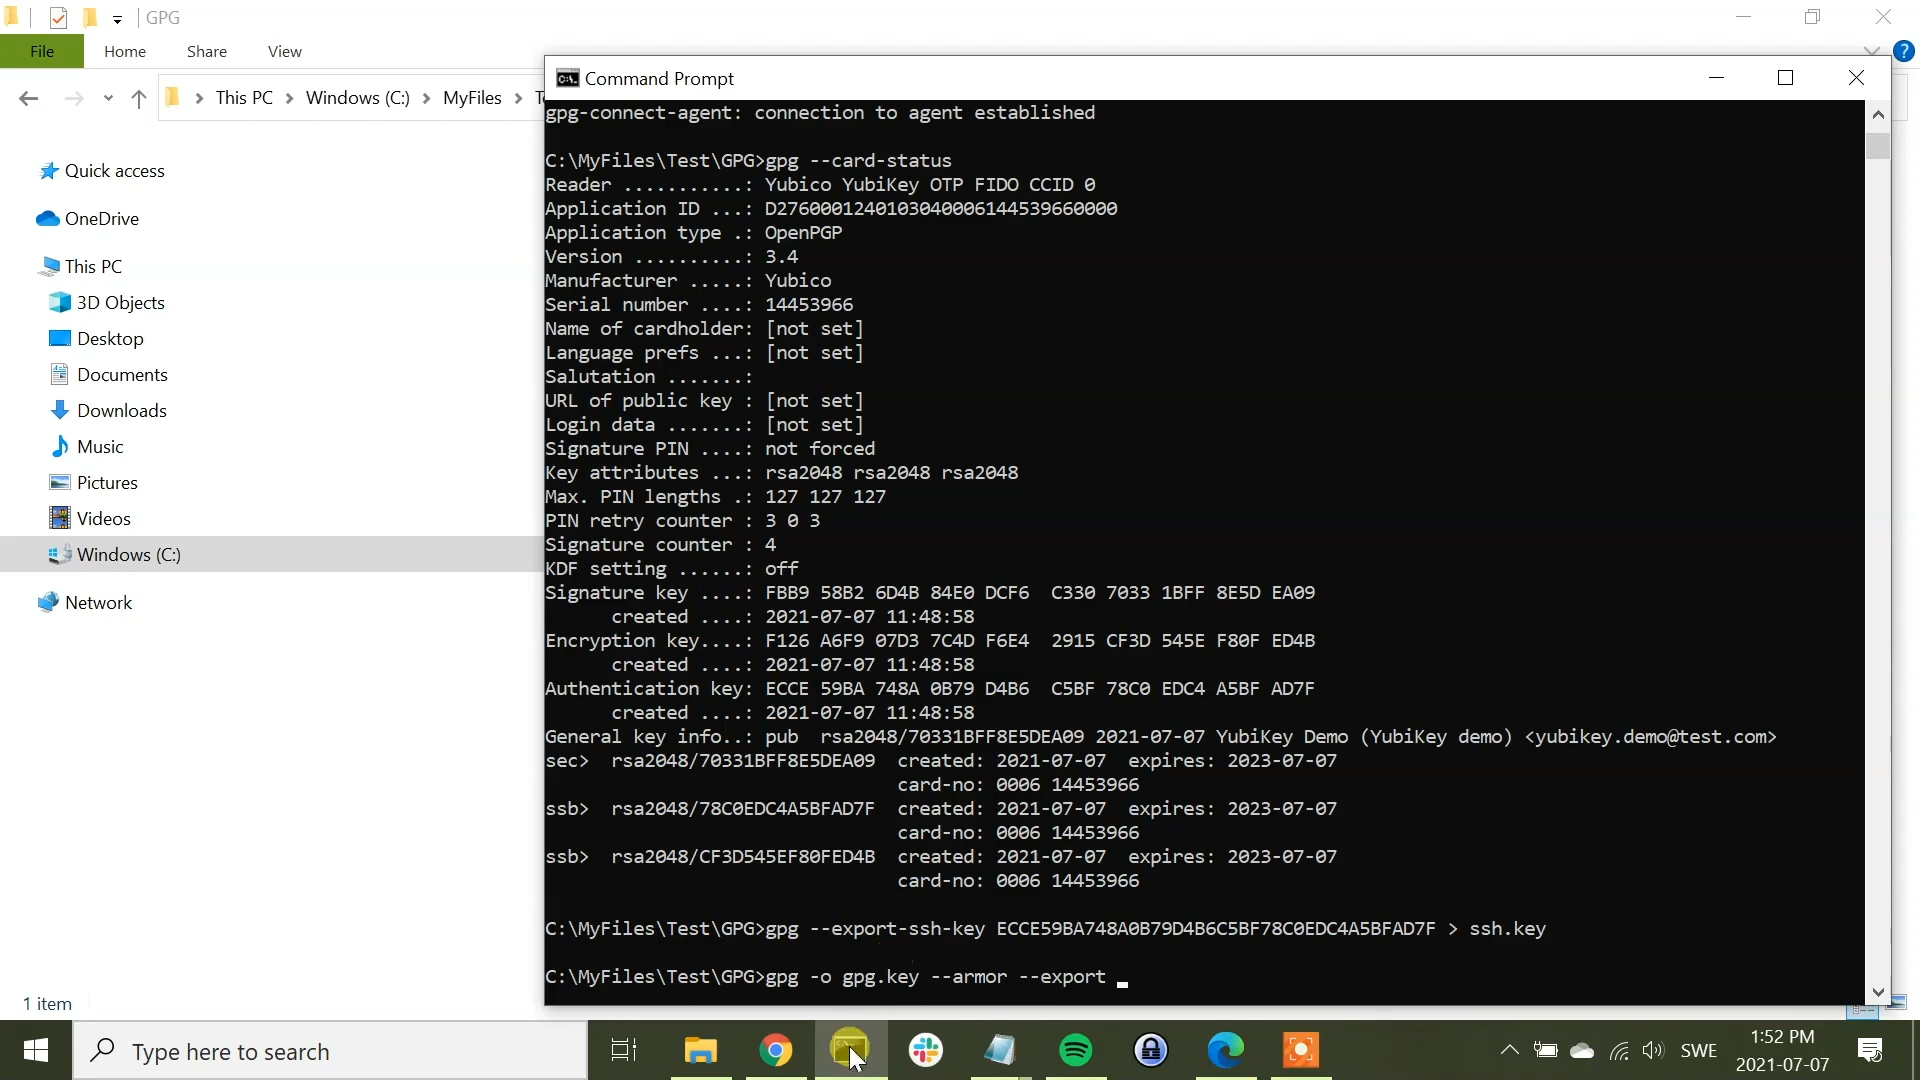 GPG
File Home Share View
This PC Windows (C:) MyFiles
Quick access
OneDrive
This PC
3D Objects
Desktop
Documents
Downloads
Music
Pictures
Videos
Windows (C:)
Network
1 item
Command Prompt
gpg-connect-agent: connection to agent established
C:\MyFiles\Test\GPG>gpg --card-status
Reader ...........: Yubico YubiKey OTP FIDO CCID 0
Application ID ...: D2760001240103040006144539660000
Application type .: OpenPGP
Version ..........: 3.4
Manufacturer .....: Yubico
Serial number ....: 14453966
Name of cardholder: [not set]
Language prefs ...: [not set]
Salutation .......:
URL of public key : [not set]
Login data .......: [not set]
Signature PIN ....: not forced
Key attributes ...: rsa2048 rsa2048 rsa2048
Max. PIN lengths .: 127 127 127
PIN retry counter : 3 0 3
Signature counter : 4
KDF setting ......: off
Signature key ....: FBB9 58B2 6D4B 84E0 DCF6  C330 7033 1BFF 8E5D EA09
created ....: 2021-07-07 11:48:58
Encryption key....: F126 A6F9 07D3 7C4D F6E4  2915 CF3D 545E F80F ED4B
created ....: 2021-07-07 11:48:58
Authentication key: ECCE 59BA 748A 0B79 D4B6  C5BF 78C0 EDC4 A5BF AD7F
created ....: 2021-07-07 11:48:58
General key info..: pub  rsa2048/70331BFF8E5DEA09 2021-07-07 YubiKey Demo (YubiKey demo) <yubikey.demo@test.com>
sec>  rsa2048/70331BFF8E5DEA09  created: 2021-07-07  expires: 2023-07-07
card-no: 0006 14453966
ssb>  rsa2048/78C0EDC4A5BFAD7F  created: 2021-07-07  expires: 2023-07-07
card-no: 0006 14453966
ssb>  rsa2048/CF3D545EF80FED4B  created: 2021-07-07  expires: 2023-07-07
card-no: 0006 14453966
C:\MyFiles\Test\GPG>gpg --export-ssh-key ECCE59BA748A0B79D4B6C5BF78C0EDC4A5BFAD7F > ssh.key
C:\MyFiles\Test\GPG>gpg -o gpg.key --armor --export
Type here to search
SWE
1:52 PM
2021-07-07